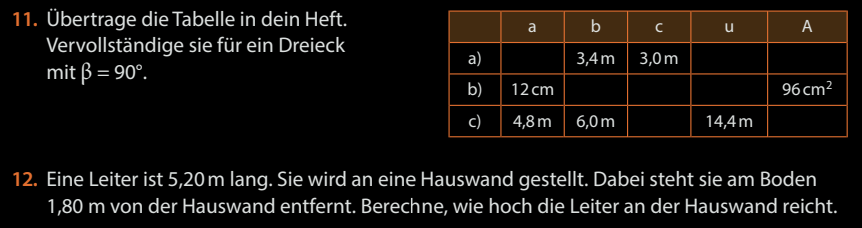 11. Übertrage die Tabelle in dein Heft.
Vervollständige sie für ein Dreieck
mit β = 90°.
a b c u A
a) 3,4 m 3,0 m
b) 12 cm 96 cm²
c) 4,8 m 6,0 m 14,4 m
12. Eine Leiter ist 5,20 m lang. Sie wird an eine Hauswand gestellt. Dabei steht sie am Boden
1,80 m von der Hauswand entfernt. Berechne, wie hoch die Leiter an der Hauswand reicht.